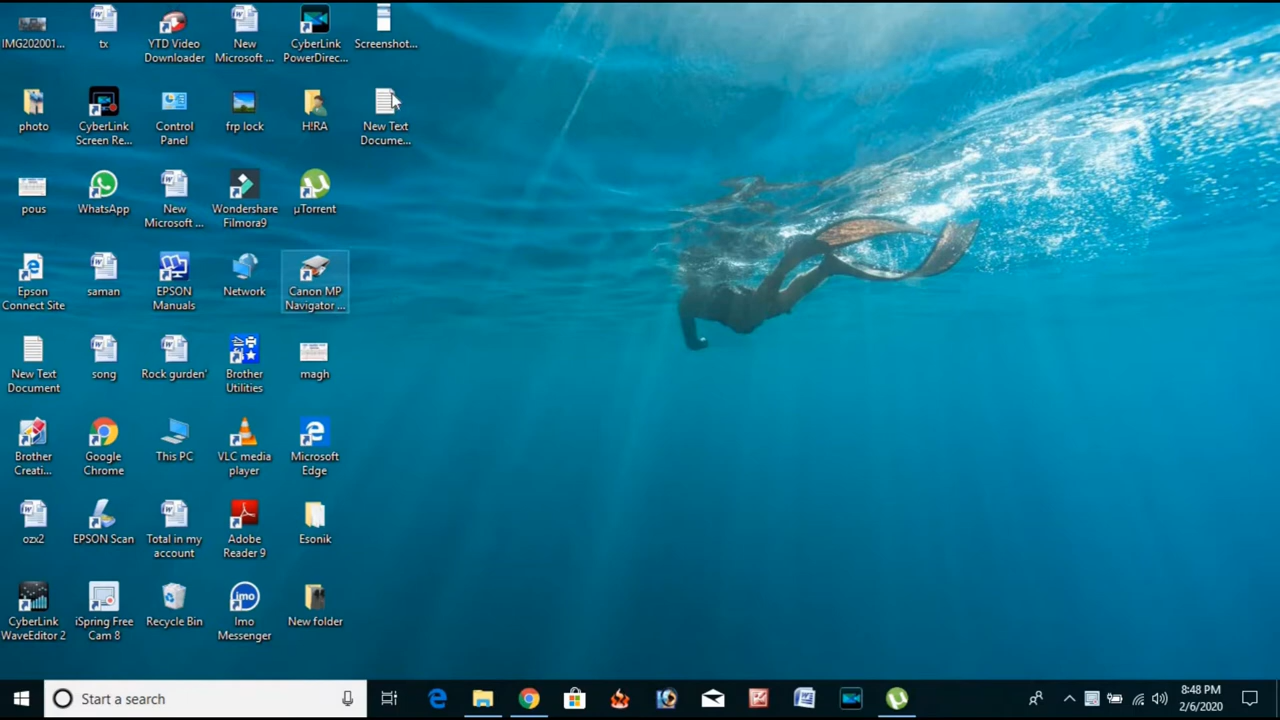 IMG202001...
tx
YTD Video
Downloader
New
Microsoft ...
CyberLink
PowerDirec...
Screenshot...
photo
CyberLink
Screen Re...
Control
Panel
frp lock
H!RA
New Text
Docume...
pous
WhatsApp
New
Microsoft ...
Wondershare
Filmora9
µTorrent
Epson
Connect Site
saman
EPSON
Manuals
Network
Canon MP
Navigator ...
New Text
Document
song
Rock gurden'
Brother
Utilities
magh
Brother
Creati...
Google
Chrome
This PC
VLC media
player
Microsoft
Edge
ozx2
EPSON Scan
Total in my
account
Adobe
Reader 9
Esonik
CyberLink
WaveEditor 2
iSpring Free
Cam 8
Recycle Bin
imo
Imo
Messenger
New folder
Start a search
8:48 PM
2/6/2020